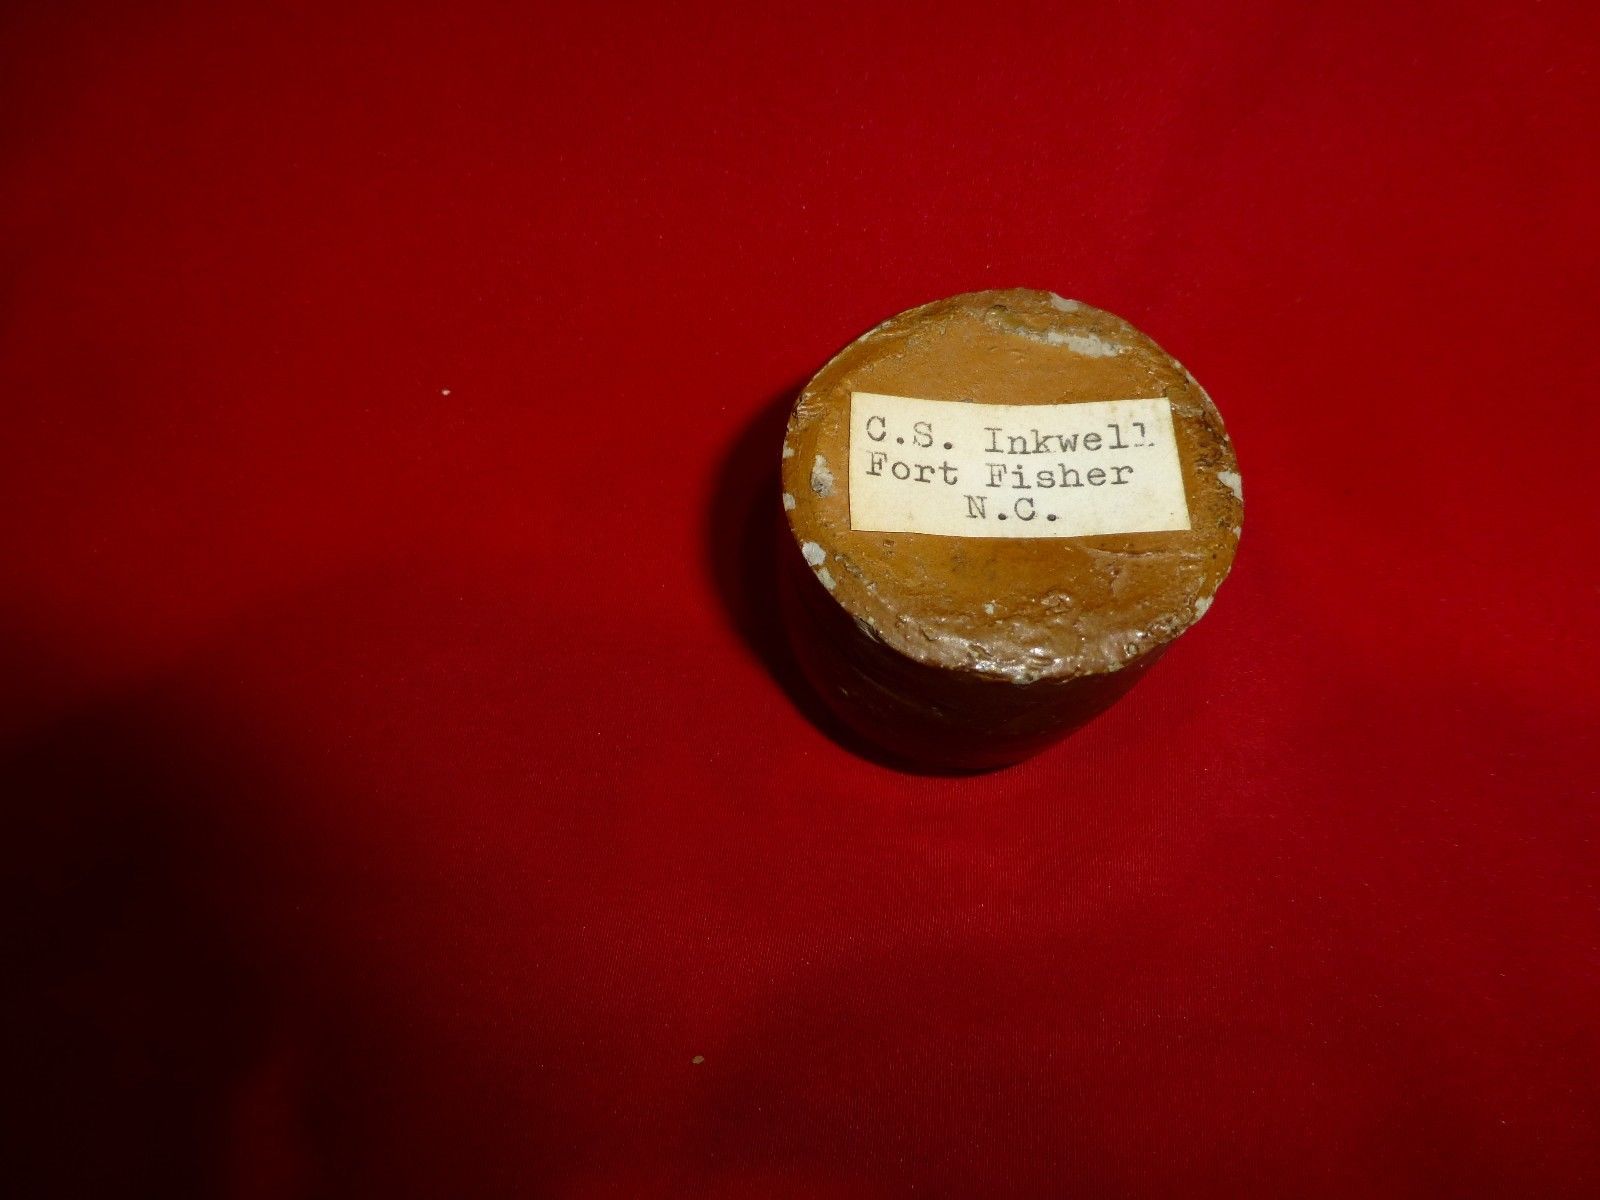 C.S. Inkwell
Fort Fisher
N.C.